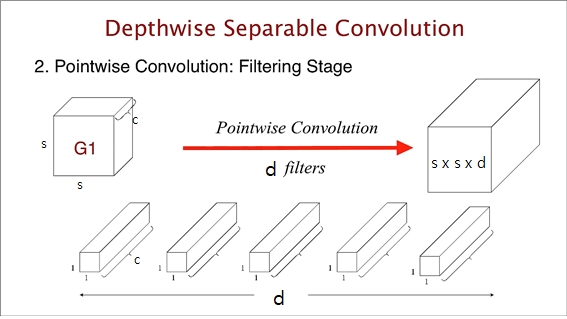 Depthwise Separable Convolution
2. Pointwise Convolution: Filtering Stage
c
s
G1
s
Pointwise Convolution
d filters
s x s x d
c
1
1
1
1
1
1
1
1
1
1
d